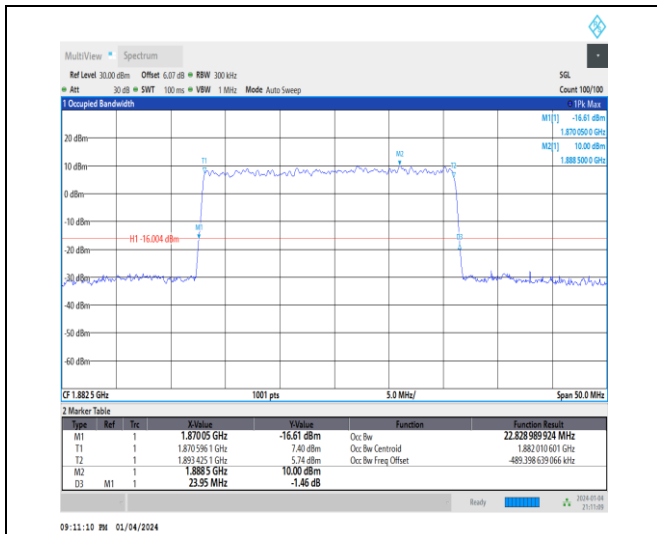 MultiView Spectrum
Ref Level 30.00 dBm Offset 6.07 dB RBW 300 kHz SGL
Att 30 dB SWT 100 ms VBW 1 MHz Mode Auto Sweep Count 100/100
1 Occupied Bandwidth 1Pk Max
M1[1] -16.61 dBm
1.870 050 0 GHz
M2[1] 10.00 dBm
1.888 500 0 GHz
20 dBm
T1 M2 T2
10 dBm
0 dBm
-10 dBm
M1
H1 -16.004 dBm
D3
-20 dBm
-30 dBm
-40 dBm
-50 dBm
-60 dBm
CF 1.882 5 GHz 1001 pts 5.0 MHz/ Span 50.0 MHz
2 Marker Table
Type Ref Trc X-Value Y-Value Function Function Result
M1 1 1.870 05 GHz -16.61 dBm Occ Bw 22.828 989 924 MHz
T1 1 1.870 596 1 GHz 7.40 dBm Occ Bw Centroid 1.882 010 601 GHz
T2 1 1.893 425 1 GHz 5.74 dBm Occ Bw Freq Offset -489.398 639 066 kHz
M2 1 1.888 5 GHz 10.00 dBm
D3 M1 1 23.95 MHz -1.46 dB
Ready 2024-01-04
21:11:09
09:11:10 PM 01/04/2024